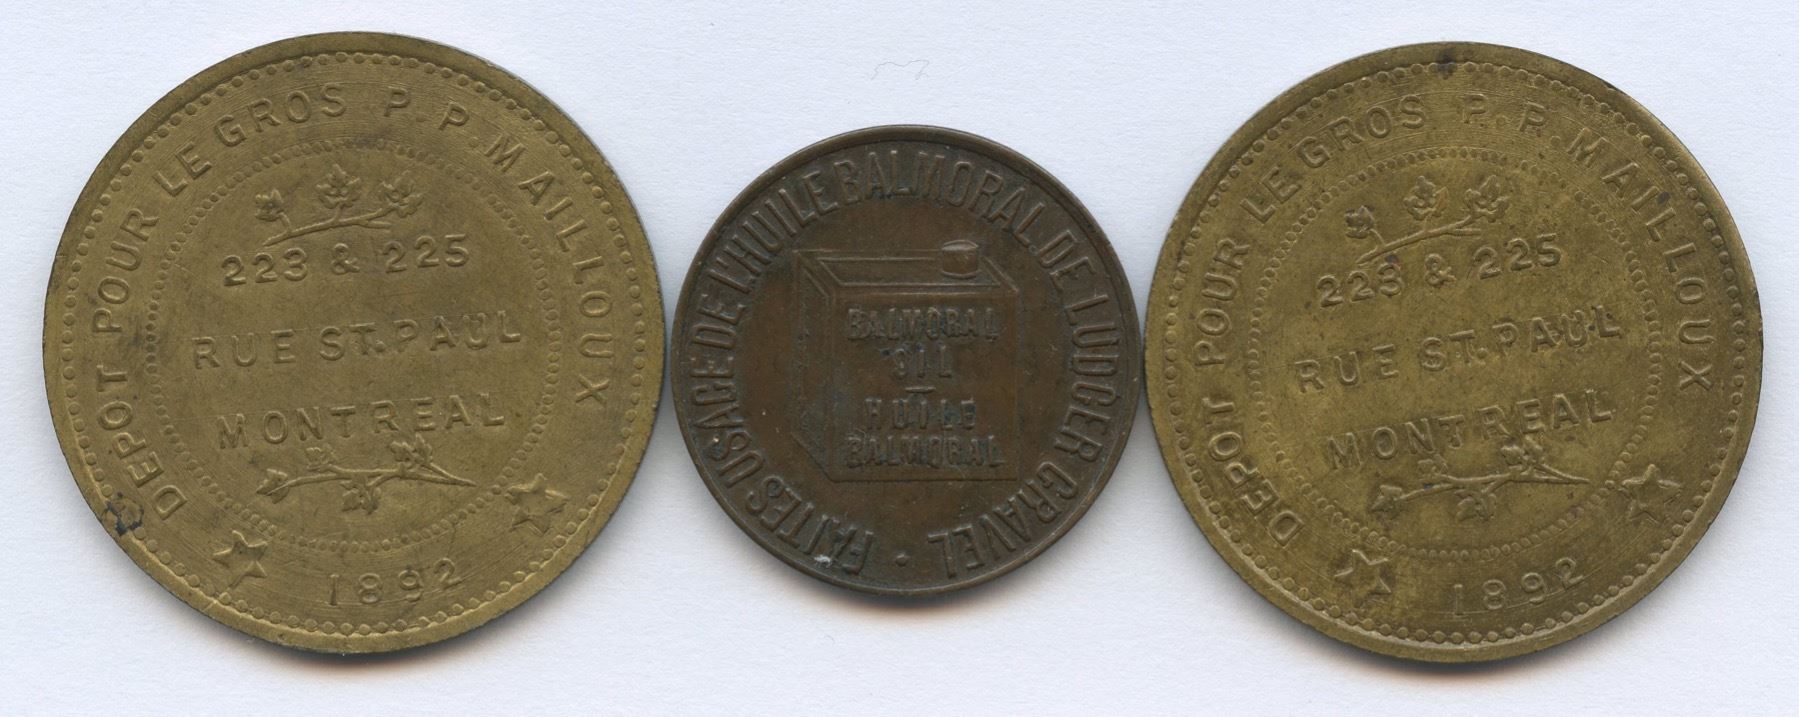 DEPOT POUR LE GROS P.P. MAILLOUX
223 & 225
RUE ST. PAUL
MONTREAL
1892
FAITES USAGE DE L'HUILE BALMORAL DE LUDGER GRAVEL
BALMORAL
OIL
HUILE
BALMORAL
DEPOT POUR LE GROS P.P. MAILLOUX
223 & 225
RUE ST. PAUL
MONTREAL
1892